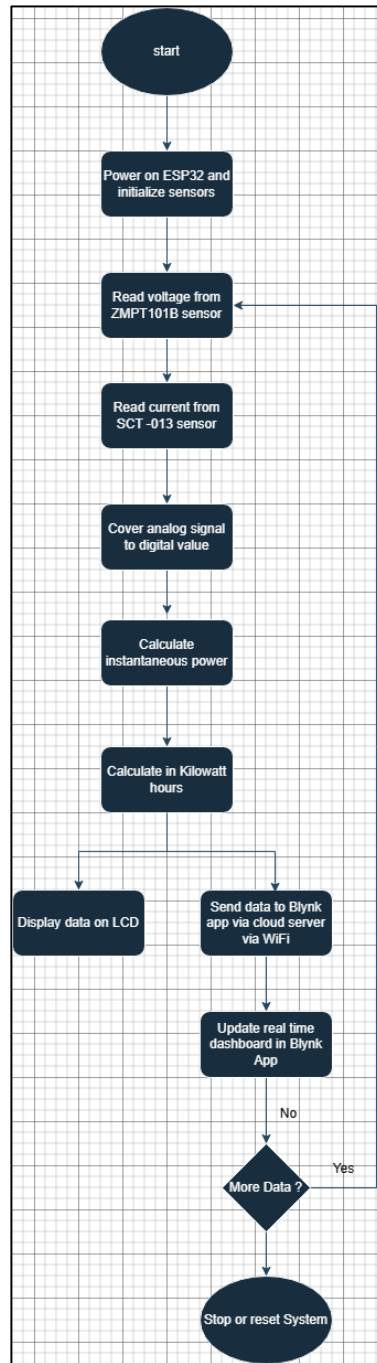 start
Power on ESP32 and
initialize sensors
Read voltage from
ZMPT101B sensor
Read current from
SCT -013 sensor
Cover analog signal
to digital value
Calculate
instantaneous power
Calculate in Kilowatt
hours
Display data on LCD
Send data to Blynk
app via cloud server
via WiFi
Update real time
dashboard in Blynk
App
No
More Data ?
Yes
Stop or reset System